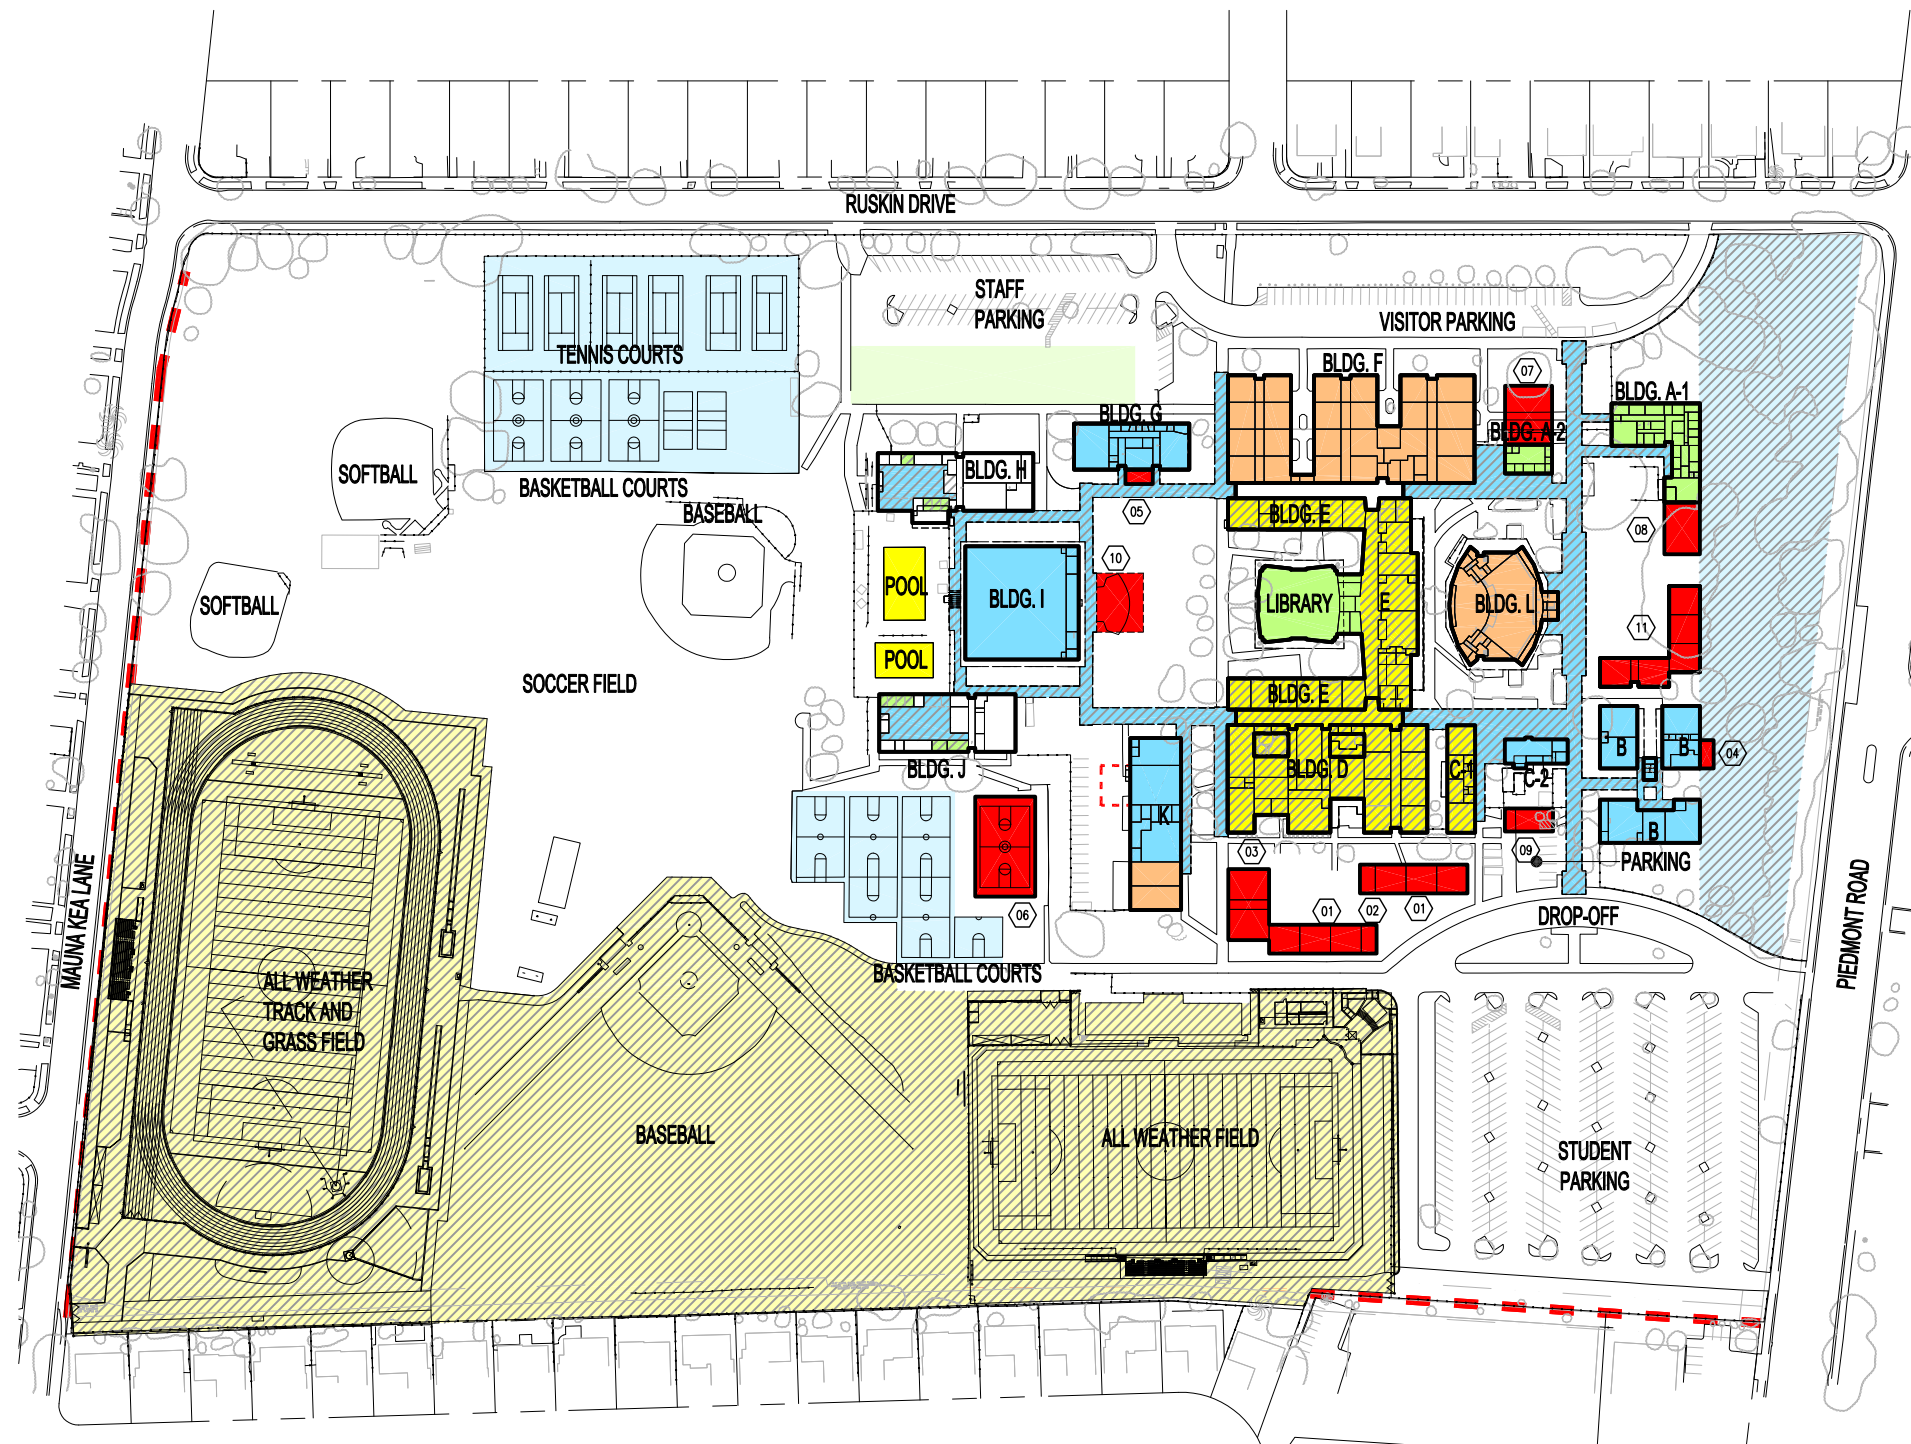 RUSKIN DRIVE
STAFF
PARKING
VISITOR PARKING
TENNIS COURTS
BLDG. F
07
BLDG. A-1
BLDG. G
BLDG. A-2
SOFTBALL
BLDG. H
BASKETBALL COURTS
BASEBALL
05
BLDG. E
08
10
POOL
BLDG. I
LIBRARY
E
BLDG. L
SOFTBALL
11
POOL
SOCCER FIELD
BLDG. E
B
B
04
BLDG. J
BLDG. D
C-1
C-2
K
B
03
09
PARKING
MAUNA KEA LANE
PIEDMONT ROAD
06
01
02
01
DROP-OFF
BASKETBALL COURTS
ALL WEATHER
TRACK AND
GRASS FIELD
BASEBALL
ALL WEATHER FIELD
STUDENT
PARKING